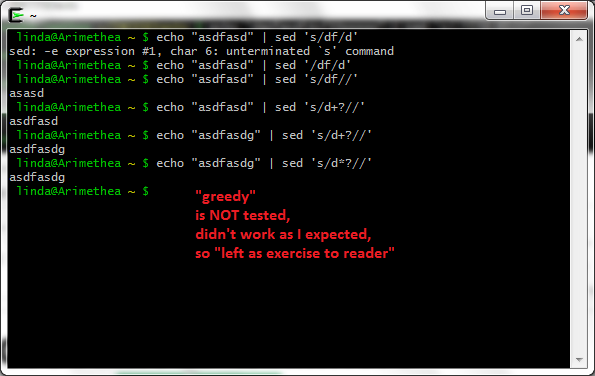 ~
linda@Arimethea ~ $ echo "asdfasd" | sed 's/df/d'
sed: -e expression #1, char 6: unterminated `s' command
linda@Arimethea ~ $ echo "asdfasd" | sed '/df/d'
linda@Arimethea ~ $ echo "asdfasd" | sed 's/df//'
asasd
linda@Arimethea ~ $ echo "asdfasd" | sed 's/d+?//'
asdfasd
linda@Arimethea ~ $ echo "asdfasdg" | sed 's/d+?//'
asdfasdg
linda@Arimethea ~ $ echo "asdfasdg" | sed 's/d*?//'
asdfasdg
linda@Arimethea ~ $
"greedy"
is NOT tested,
didn't work as I expected,
so "left as exercise to reader"